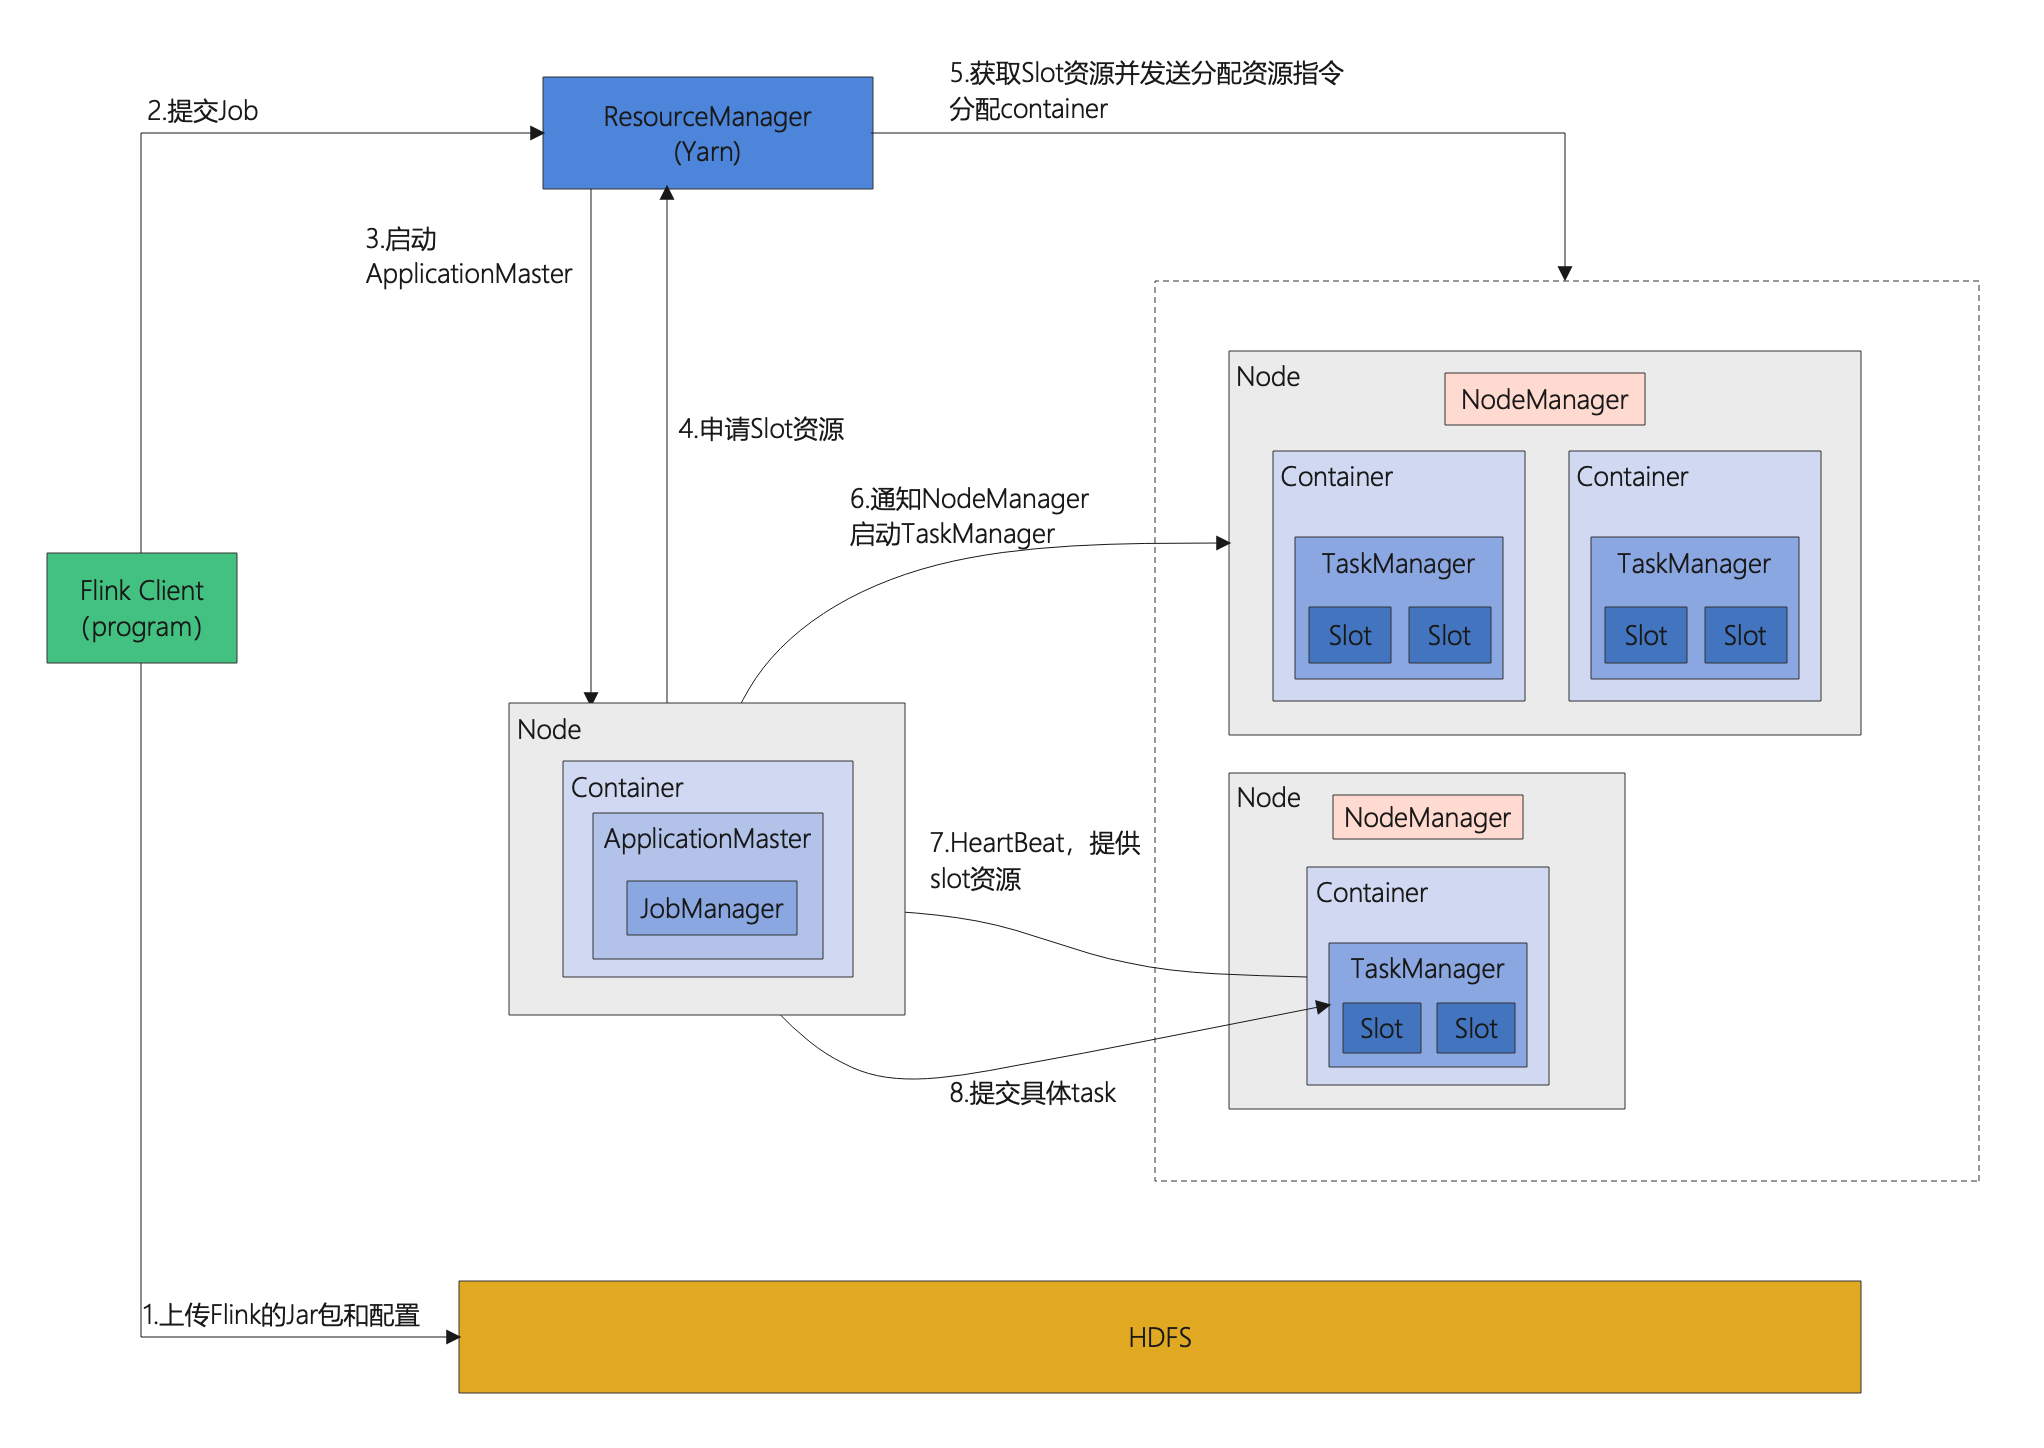 5.获取Slot资源并发送分配资源指令
分配container
2.提交Job
ResourceManager
(Yarn)
3.启动
ApplicationMaster
4.申请Slot资源
6.通知NodeManager
启动TaskManager
Node
NodeManager
Container
Container
TaskManager
TaskManager
Slot
Slot
Slot
Slot
Flink Client
(program)
Node
Container
ApplicationMaster
JobManager
7.HeartBeat，提供
slot资源
Node
NodeManager
Container
TaskManager
Slot
Slot
8.提交具体task
1.上传Flink的Jar包和配置
HDFS